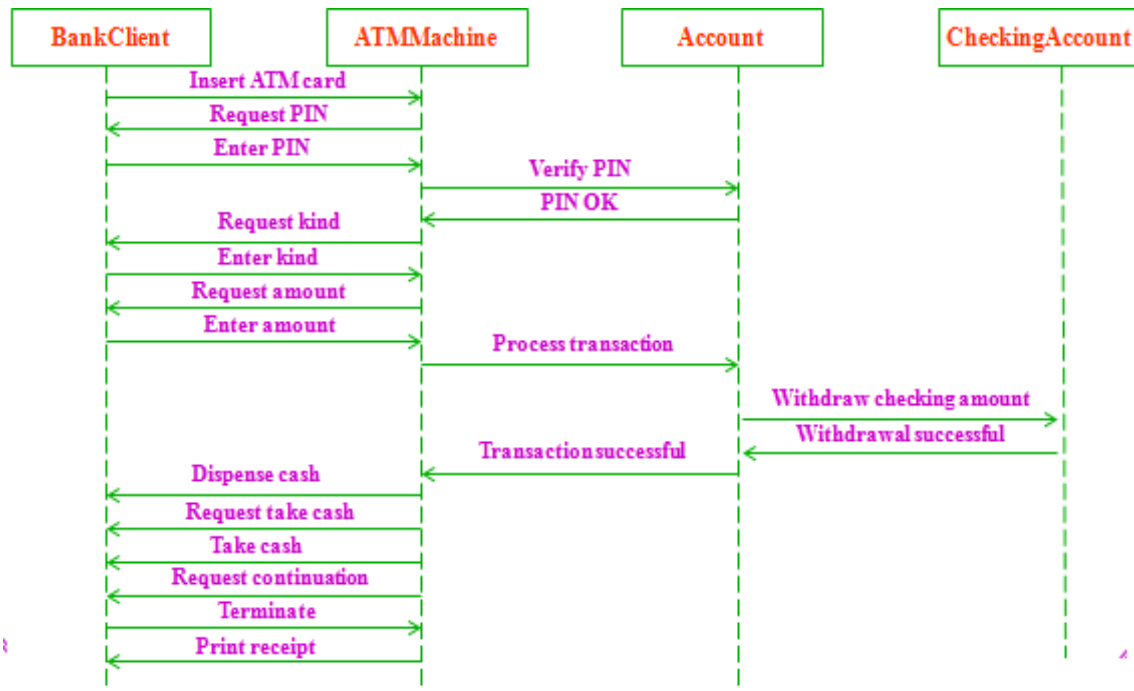 BankClient ATMMachine Account CheckingAccount
Insert ATM card
Request PIN
Enter PIN
Verify PIN
PIN OK
Request kind
Enter kind
Request amount
Enter amount
Process transaction
Withdraw checking amount
Withdrawal successful
Transaction successful
Dispense cash
Request take cash
Take cash
Request continuation
Terminate
Print receipt